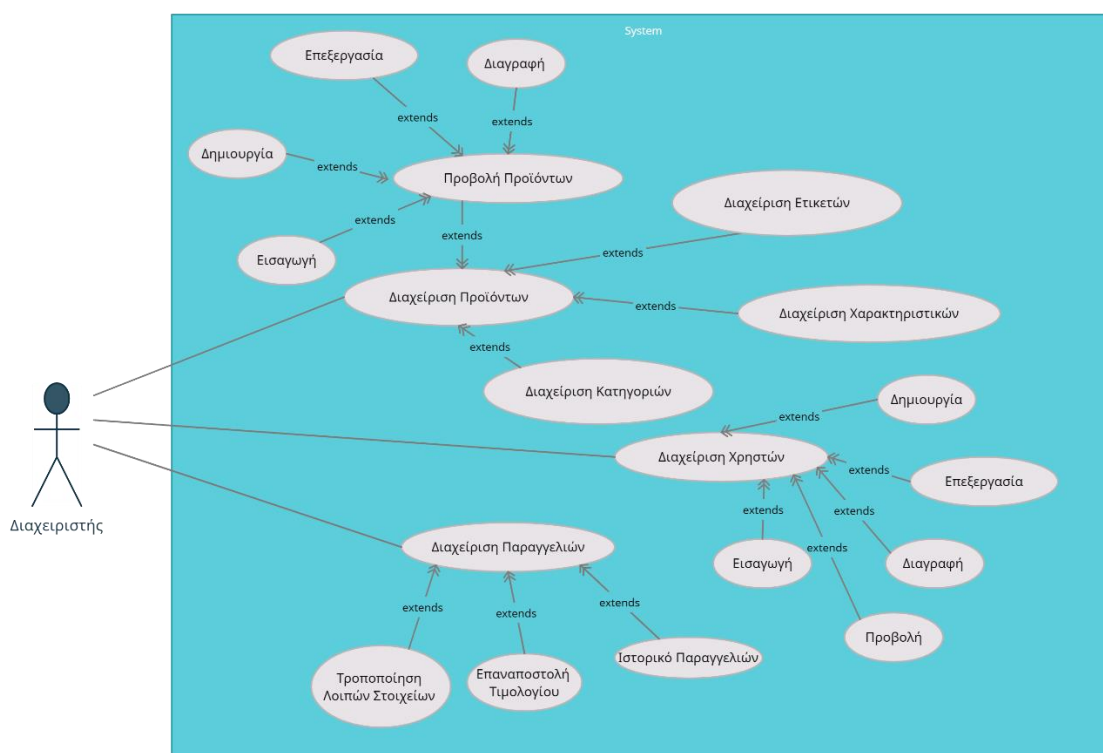 System
Επεξεργασία
Διαγραφή
extends
extends
Δημιουργία
extends
Προβολή Προϊόντων
Διαχείριση Ετικετών
extends
extends
Εισαγωγή
extends
Διαχείριση Προϊόντων
extends
Διαχείριση Χαρακτηριστικών
extends
Διαχείριση Κατηγοριών
Δημιουργία
extends
Διαχείριση Χρηστών
extends
Επεξεργασία
extends
extends
Διαχειριστής
Διαχείριση Παραγγελιών
extends
Εισαγωγή
Διαγραφή
extends
extends
extends
Προβολή
Τροποποίηση
Λοιπών Στοιχείων
Επαναποστολή
Τιμολογίου
Ιστορικό Παραγγελιών